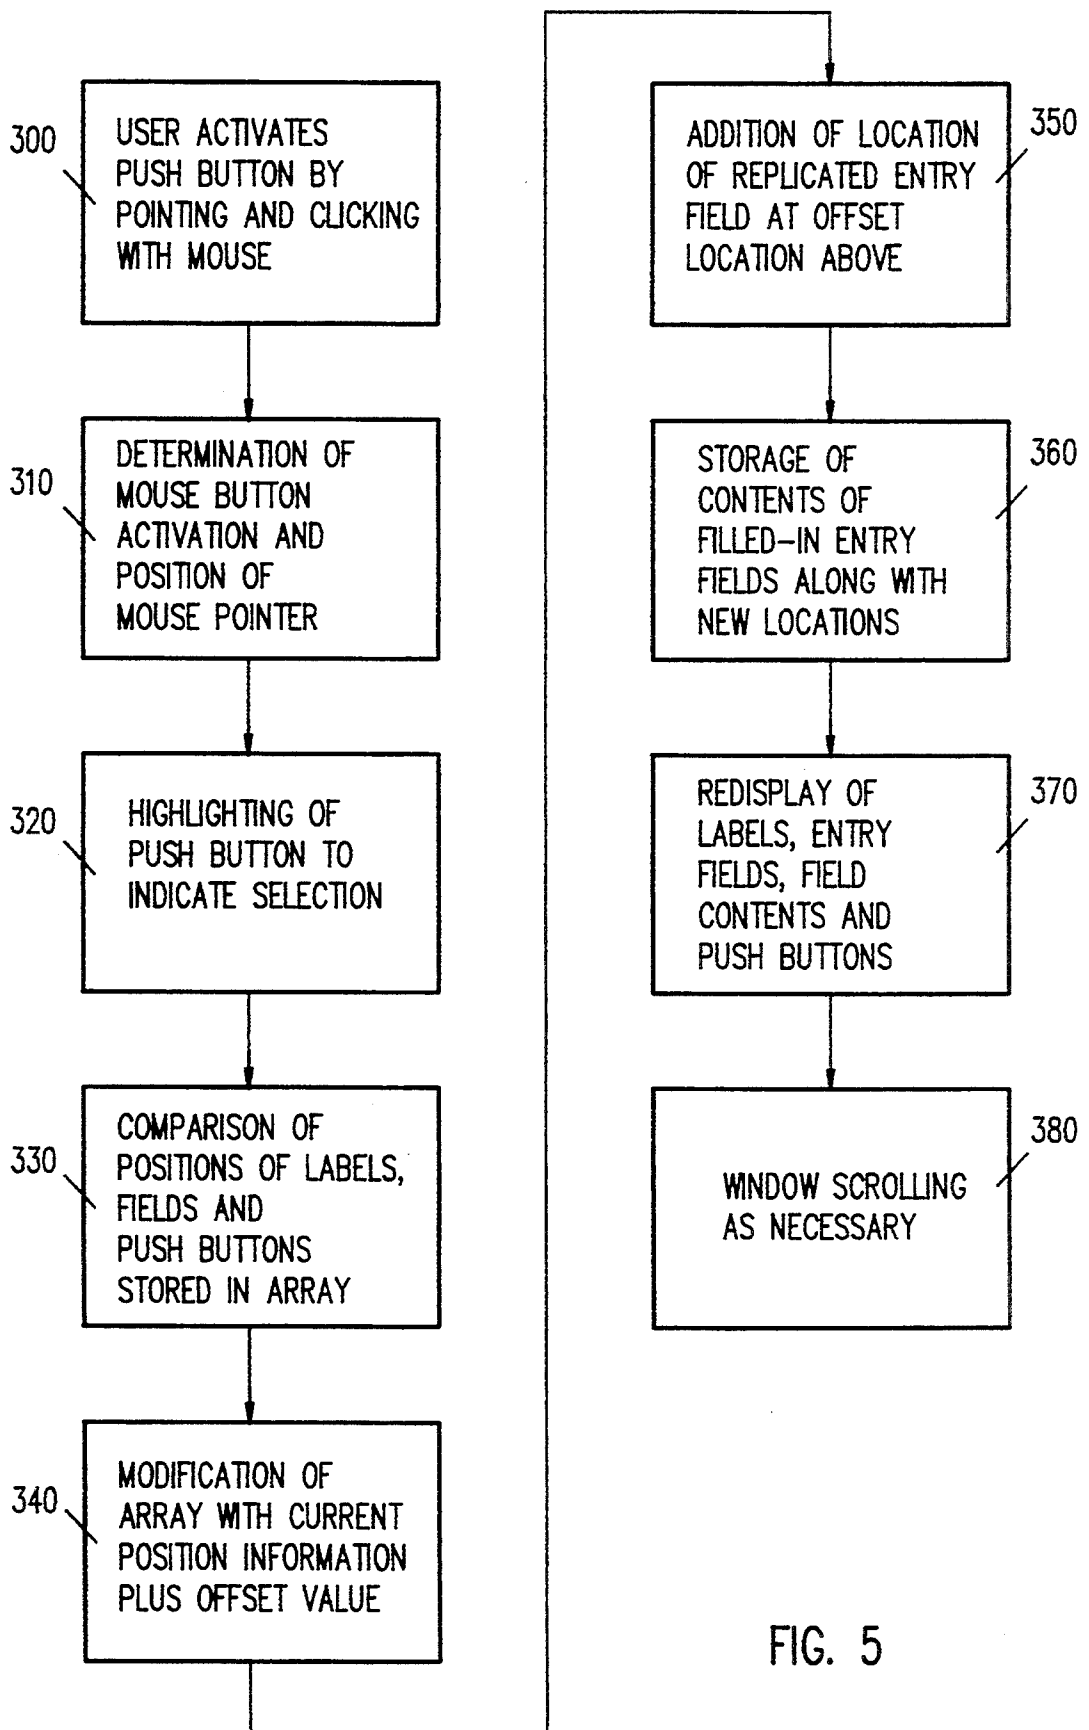 300
USER ACTIVATES
PUSH BUTTON BY
POINTING AND CLICKING
WITH MOUSE
310
DETERMINATION OF
MOUSE BUTTON
ACTIVATION AND
POSITION OF
MOUSE POINTER
320
HIGHLIGHTING OF
PUSH BUTTON TO
INDICATE SELECTION
330
COMPARISON OF
POSITIONS OF LABELS,
FIELDS AND
PUSH BUTTONS
STORED IN ARRAY
340
MODIFICATION OF
ARRAY WITH CURRENT
POSITION INFORMATION
PLUS OFFSET VALUE
350
ADDITION OF LOCATION
OF REPLICATED ENTRY
FIELD AT OFFSET
LOCATION ABOVE
360
STORAGE OF
CONTENTS OF
FILLED-IN ENTRY
FIELDS ALONG WITH
NEW LOCATIONS
370
REDISPLAY OF
LABELS, ENTRY
FIELDS, FIELD
CONTENTS AND
PUSH BUTTONS
380
WINDOW SCROLLING
AS NECESSARY
FIG. 5